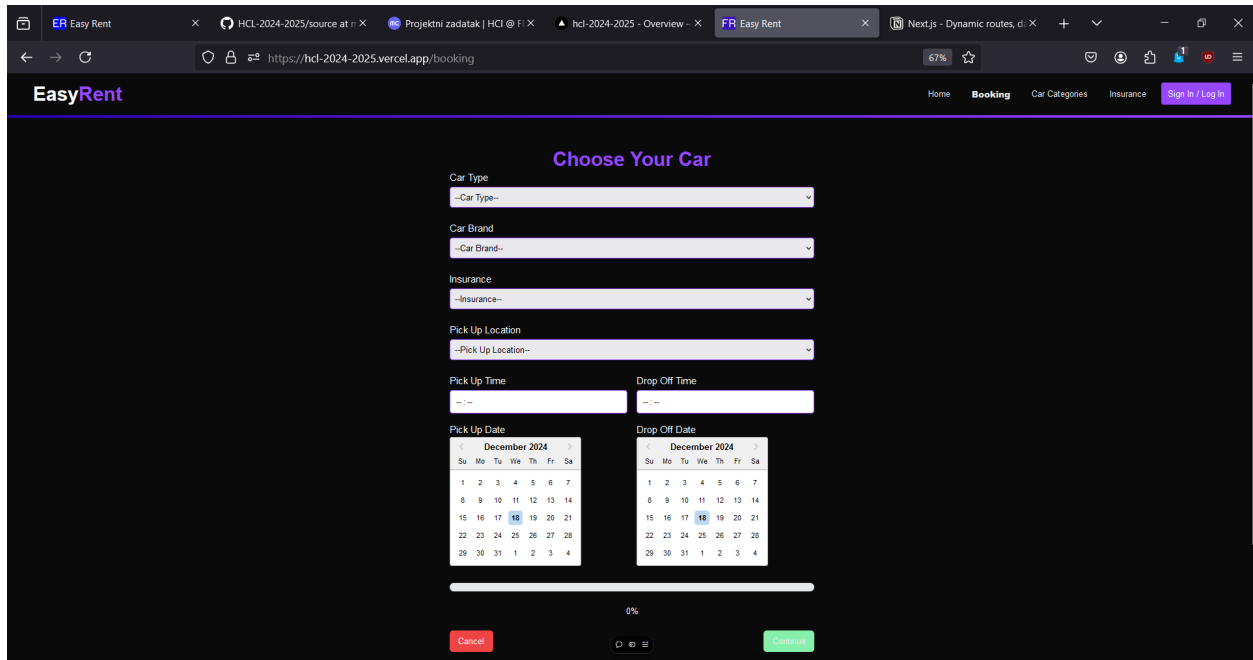 ER Easy Rent
HCL-2024-2025/source at m
mc Projektni zadatak | HCI @ F
hcl-2024-2025 - Overview –
FR Easy Rent
Next.js - Dynamic routes, d
https://hcl-2024-2025.vercel.app/booking
67%
1
EasyRent
Home Booking Car Categories Insurance Sign In / Log In
Choose Your Car
Car Type
--Car Type--
Car Brand
--Car Brand--
Insurance
--Insurance--
Pick Up Location
--Pick Up Location--
Pick Up Time Drop Off Time
-- : -- -- : --
Pick Up Date Drop Off Date
December 2024 December 2024
Su Mo Tu We Th Fr Sa Su Mo Tu We Th Fr Sa
1 2 3 4 5 6 7 1 2 3 4 5 6 7
8 9 10 11 12 13 14 8 9 10 11 12 13 14
15 16 17 18 19 20 21 15 16 17 18 19 20 21
22 23 24 25 26 27 28 22 23 24 25 26 27 28
29 30 31 1 2 3 4 29 30 31 1 2 3 4
0%
Cancel Continue